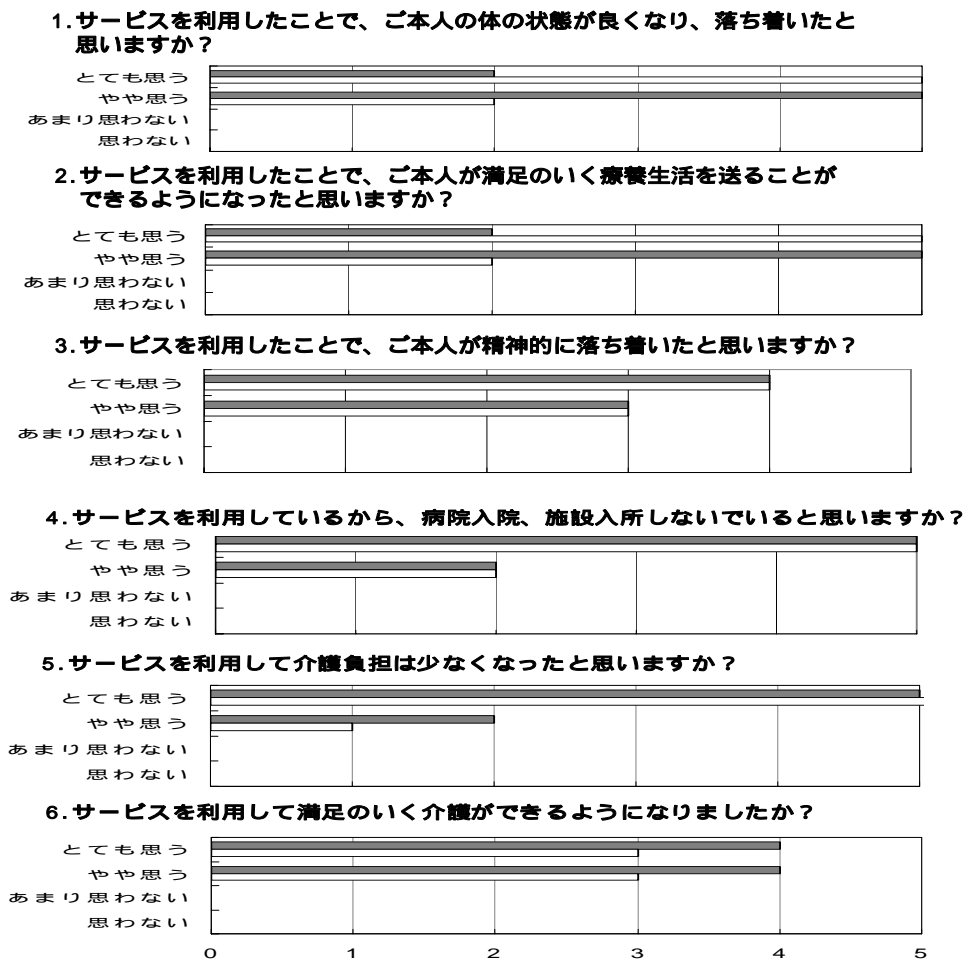 1.サービスを利用したことで、ご本人の体の状態が良くなり、落ち着いたと
思いますか？
とても思う
やや思う
あまり思わない
思わない
2.サービスを利用したことで、ご本人が満足のいく療養生活を送ることが
できるようになったと思いますか？
とても思う
やや思う
あまり思わない
思わない
3.サービスを利用したことで、ご本人が精神的に落ち着いたと思いますか？
とても思う
やや思う
あまり思わない
思わない
4.サービスを利用しているから、病院入院、施設入所しないでいると思いますか？
とても思う
やや思う
あまり思わない
思わない
5.サービスを利用して介護負担は少なくなったと思いますか？
とても思う
やや思う
あまり思わない
思わない
6.サービスを利用して満足のいく介護ができるようになりましたか？
とても思う
やや思う
あまり思わない
思わない
0 1 2 3 4 5